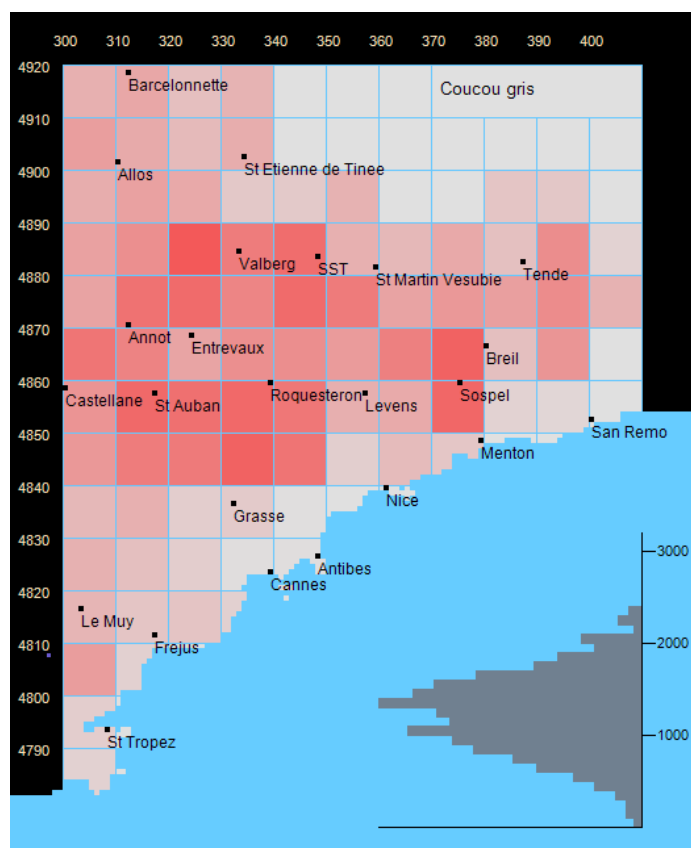 300 310 320 330 340 350 360 370 380 390 400
4920
Coucou gris
Barcelonnette
4910
4900
St Etienne de Tinee
Allos
4890
Valberg
SST
St Martin Vesubie
Tende
4880
4870
Annot
Entrevaux
Breil
4860
Castellane
St Auban
Roquesteron
Levens
Sospel
4850
San Remo
Menton
4840
Nice
Grasse
4830
3000
Antibes
Cannes
4820
Le Muy
4810
2000
Frejus
4800
St Tropez
1000
4790